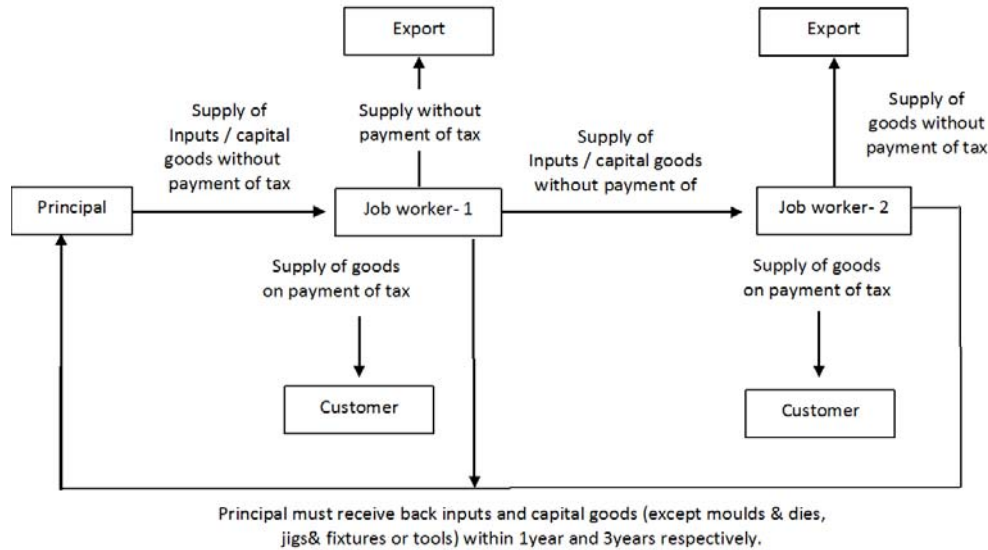 Export
Export
Supply of
Inputs / capital
goods without
payment of tax
Supply without
payment of tax
Supply of
Inputs / capital goods
without payment of
Supply of
goods without
payment of tax
Principal
Job worker- 1
Job worker- 2
Supply of goods
on payment of tax
Supply of goods
on payment of tax
Customer
Customer
Principal must receive back inputs and capital goods (except moulds & dies,
jigs& fixtures or tools) within 1year and 3years respectively.